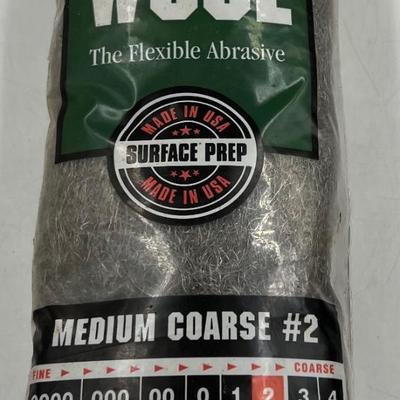 WOOL
The Flexible Abrasive
MADE IN USA
SURFACE PREP
MADE IN USA
MEDIUM COARSE #2
FINE COARSE
0000 000 00 0 1 2 3 4